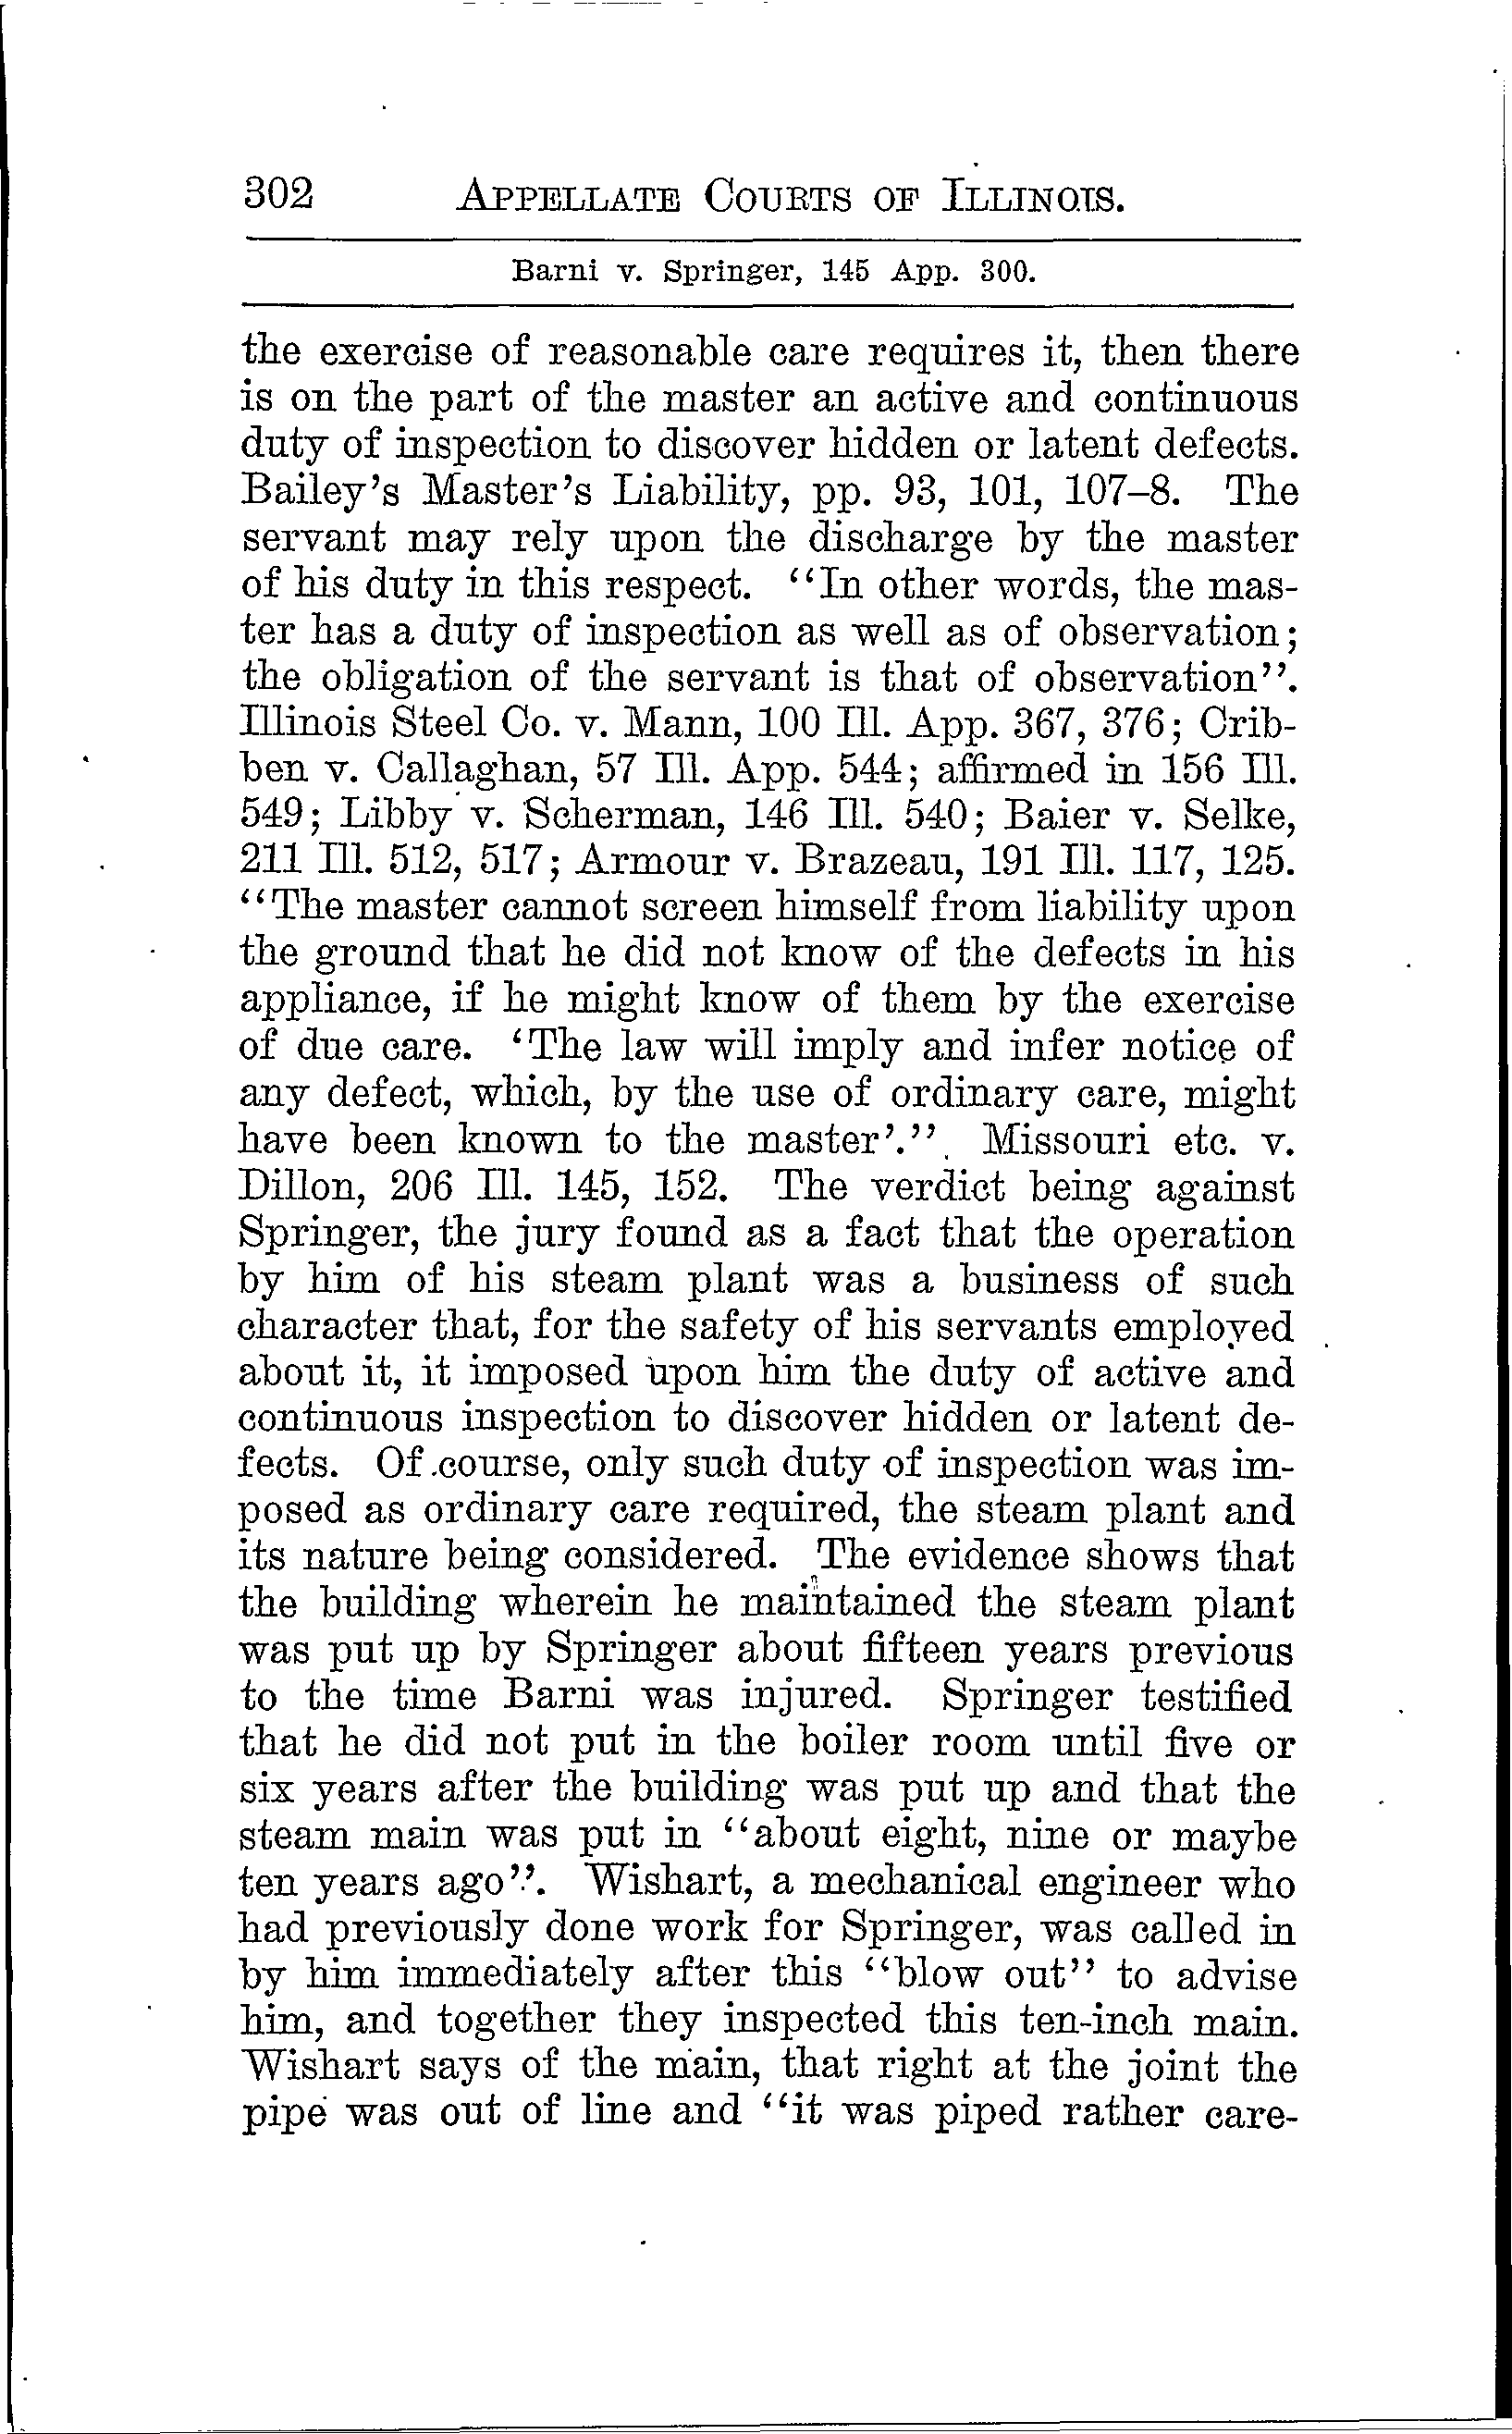 302 APPELLATE COURTS OF ILLINOIS.
Barni v. Springer, 145 App. 300.
the exercise of reasonable care requires it, then there
is on the part of the master an active and continuous
duty of inspection to discover hidden or latent defects.
Bailey's Master's Liability, pp. 93, 101, 107–8. The
servant may rely upon the discharge by the master
of his duty in this respect. "In other words, the mas-
ter has a duty of inspection as well as of observation;
the obligation of the servant is that of observation".
Illinois Steel Co. v. Mann, 100 Ill. App. 367, 376; Crib-
ben v. Callaghan, 57 Ill. App. 544; affirmed in 156 Ill.
549; Libby v. Scherman, 146 Ill. 540; Baier v. Selke,
211 Ill. 512, 517; Armour v. Brazeau, 191 Ill. 117, 125.
"The master cannot screen himself from liability upon
the ground that he did not know of the defects in his
appliance, if he might know of them by the exercise
of due care. 'The law will imply and infer notice of
any defect, which, by the use of ordinary care, might
have been known to the master'." Missouri etc. v.
Dillon, 206 Ill. 145, 152. The verdict being against
Springer, the jury found as a fact that the operation
by him of his steam plant was a business of such
character that, for the safety of his servants employed
about it, it imposed upon him the duty of active and
continuous inspection to discover hidden or latent de-
fects. Of course, only such duty of inspection was im-
posed as ordinary care required, the steam plant and
its nature being considered. The evidence shows that
the building wherein he maintained the steam plant
was put up by Springer about fifteen years previous
to the time Barni was injured. Springer testified
that he did not put in the boiler room until five or
six years after the building was put up and that the
steam main was put in "about eight, nine or maybe
ten years ago". Wishart, a mechanical engineer who
had previously done work for Springer, was called in
by him immediately after this "blow out" to advise
him, and together they inspected this ten-inch main.
Wishart says of the main, that right at the joint the
pipe was out of line and "it was piped rather care-